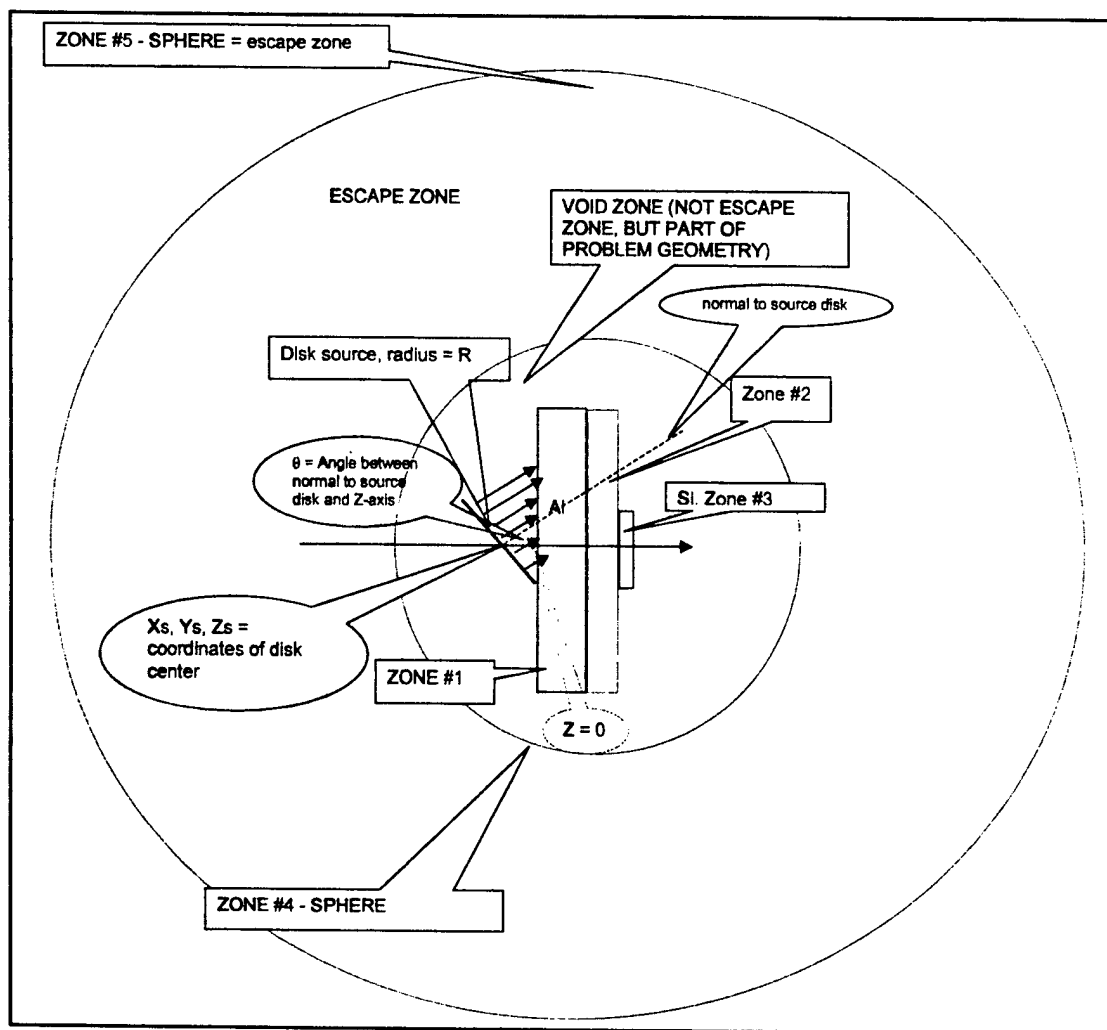 ZONE #5 - SPHERE = escape zone
ESCAPE ZONE
VOID ZONE (NOT ESCAPE
ZONE, BUT PART OF
PROBLEM GEOMETRY)
normal to source disk
Disk source, radius = R
Zone #2
θ = Angle between
normal to source
disk and Z-axis
Al
SI. Zone #3
Xs, Ys, Zs =
coordinates of disk
center
ZONE #1
Z = 0
ZONE #4 - SPHERE